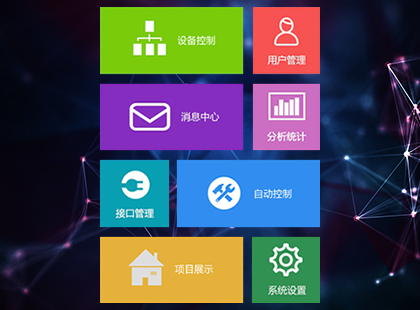 设备控制
用户管理
消息中心
分析统计
接口管理
自动控制
项目展示
系统设置